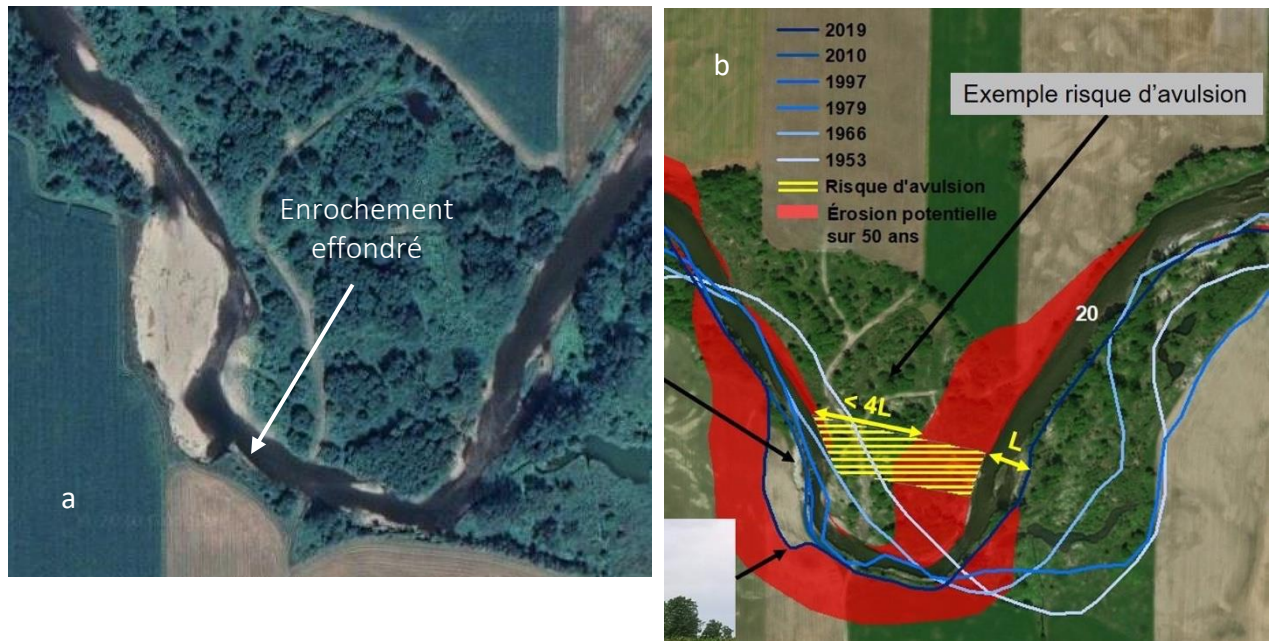 Enrochement
effondré
a
b
2019
2010
1997
1979
1966
1953
Risque d'avulsion
Érosion potentielle
sur 50 ans
Exemple risque d'avulsion
20
< 4L
L